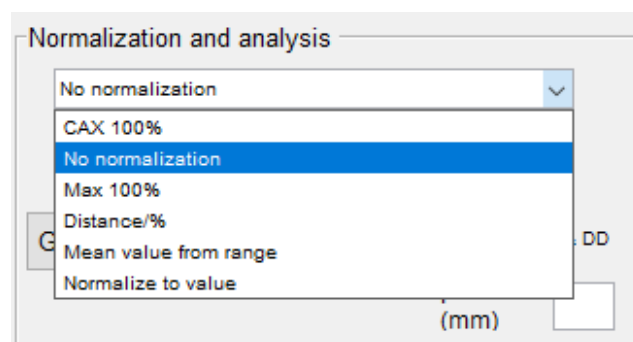 Normalization and analysis
No normalization
CAX 100%
No normalization
Max 100%
Distance/%
G
DD
Mean value from range
Normalize to value
(mm)